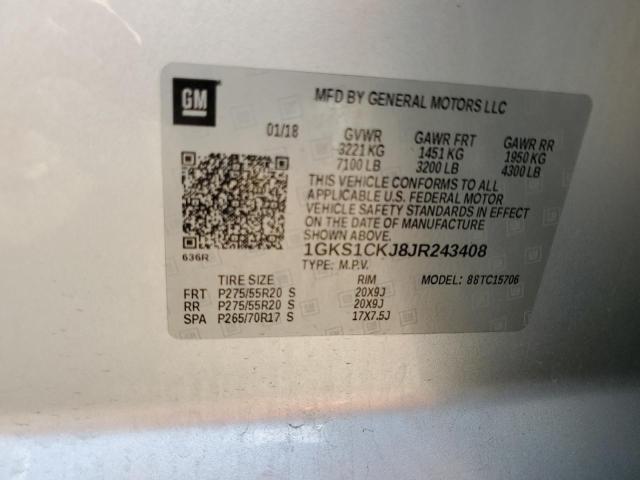 GM
MFD BY GENERAL MOTORS LLC
01/18 GVWR GAWR FRT GAWR RR
3221 KG 1451 KG 1950 KG
7100 LB 3200 LB 4300 LB
THIS VEHICLE CONFORMS TO ALL
APPLICABLE U.S. FEDERAL MOTOR
VEHICLE SAFETY STANDARDS IN EFFECT
ON THE DATE OF MANUFACTURE
SHOWN ABOVE.
1GKS1CKJ8JR243408
636R
TYPE: M.P.V. MODEL: 88TC15706
TIRE SIZE RIM
FRT P275/55R20 S 20X9J
RR P275/55R20 S 20X9J
SPA P265/70R17 S 17X7.5J